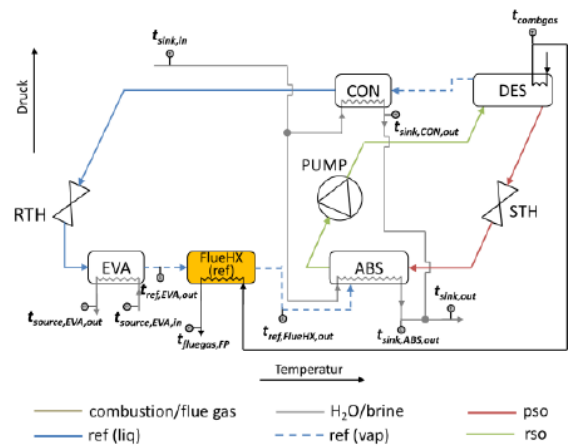 t_combgas
t_sink,in
Druck
CON
DES
t_sink,CON,out
PUMP
RTH
STH
EVA
FlueHX
(ref)
ABS
t_ref,EVA,out
t_source,EVA,out
t_source,EVA,in
t_fluegas,FP
t_ref,FlueHX,out
t_sink,ABS,out
t_sink,out
Temperatur
combustion/flue gas
H₂O/brine
pso
ref (liq)
ref (vap)
rso